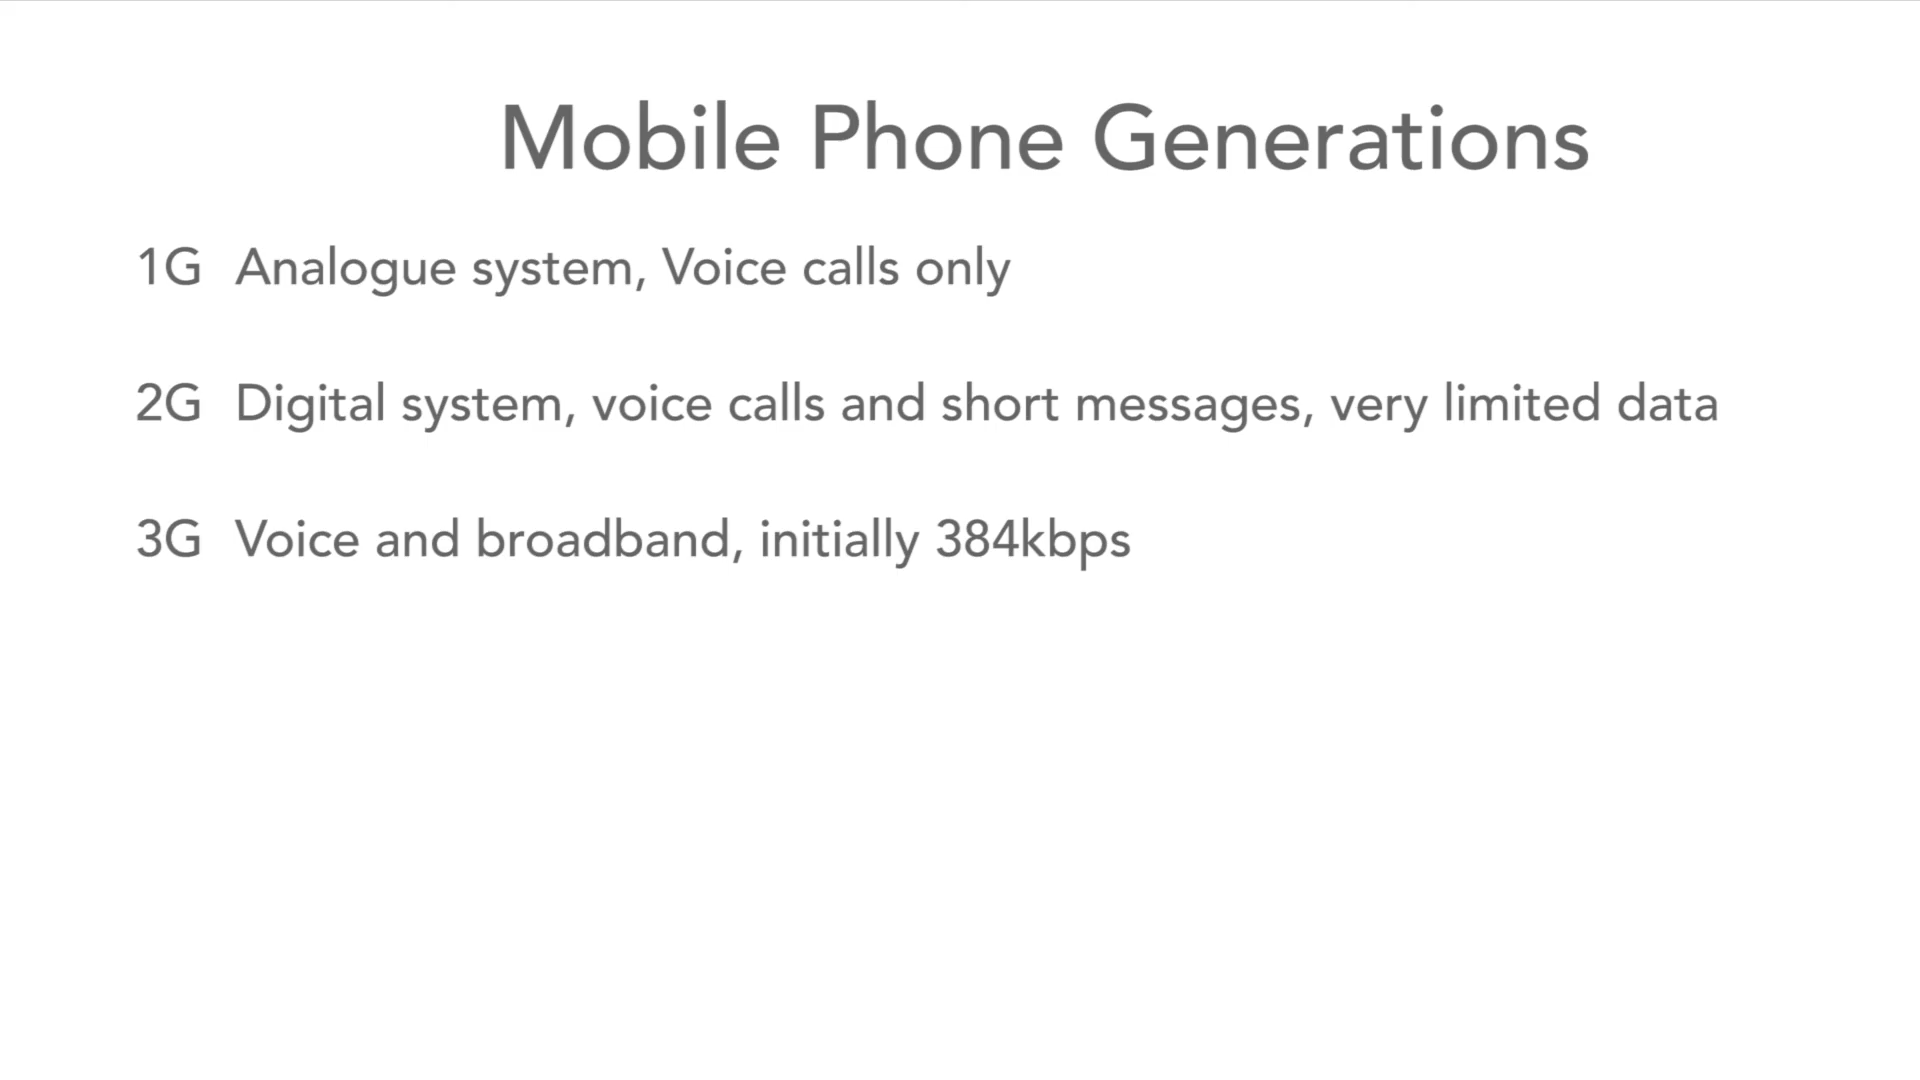 Mobile Phone Generations
1G Analogue system, Voice calls only
2G Digital system, voice calls and short messages, very limited data
3G Voice and broadband, initially 384kbps